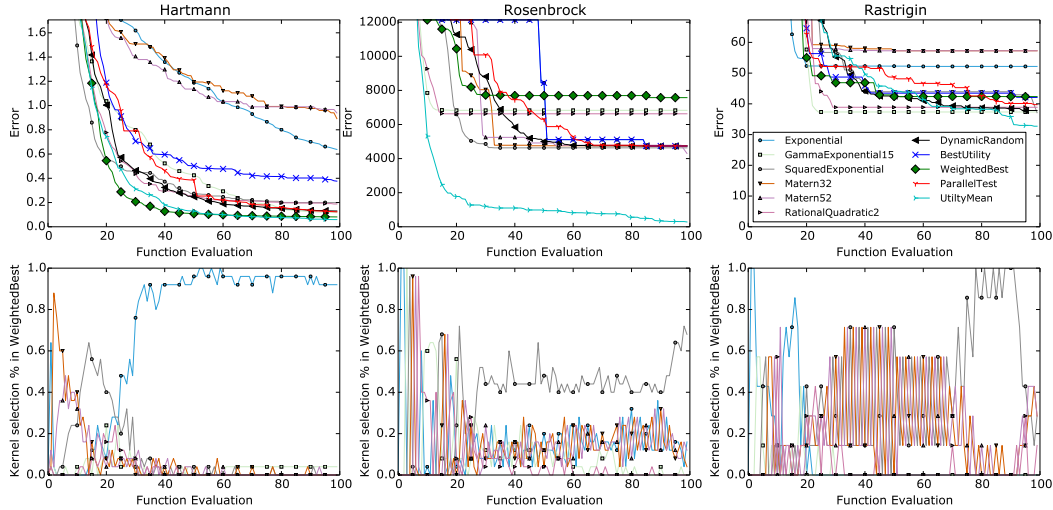 Hartmann
1.6
1.4
1.2
1.0
0.8
0.6
0.4
0.2
0.0
Error
0 20 40 60 80 100
Function Evaluation
Rosenbrock
12000
10000
8000
6000
4000
2000
0
Error
0 20 40 60 80 100
Function Evaluation
Rastrigin
60
50
40
30
20
10
0
Error
0 20 40 60 80 100
Function Evaluation
Exponential
GammaExponential15
SquaredExponential
Matern32
Matern52
RationalQuadratic2
DynamicRandom
BestUtility
WeightedBest
ParallelTest
UtiltyMean
1.0
0.8
0.6
0.4
0.2
0.0
Kernel selection % in WeightedBest
0 20 40 60 80 100
Function Evaluation
1.0
0.8
0.6
0.4
0.2
0.0
Kernel selection % in WeightedBest
0 20 40 60 80 100
Function Evaluation
1.0
0.8
0.6
0.4
0.2
0.0
Kernel selection % in WeightedBest
0 20 40 60 80 100
Function Evaluation